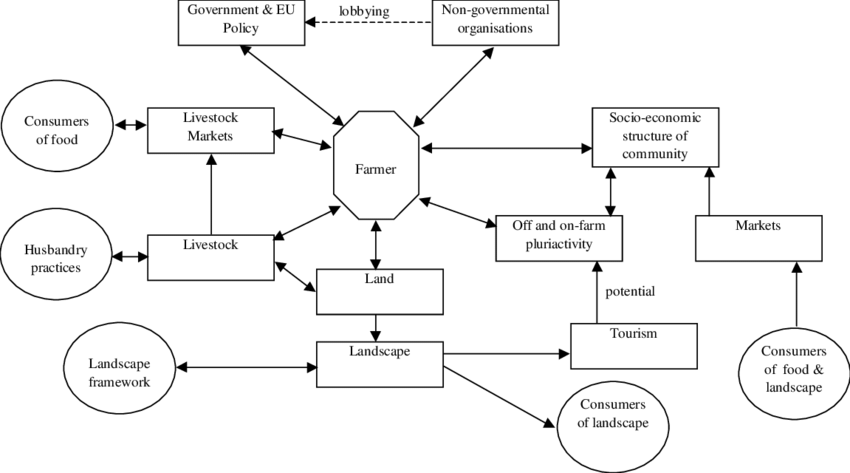 Government & EU
Policy
lobbying
Non-governmental
organisations
Consumers
of food
Livestock
Markets
Farmer
Socio-economic
structure of
community
Husbandry
practices
Livestock
Off and on-farm
pluriactivity
Markets
Land
potential
Landscape
framework
Landscape
Tourism
Consumers
of food &
landscape
Consumers
of landscape